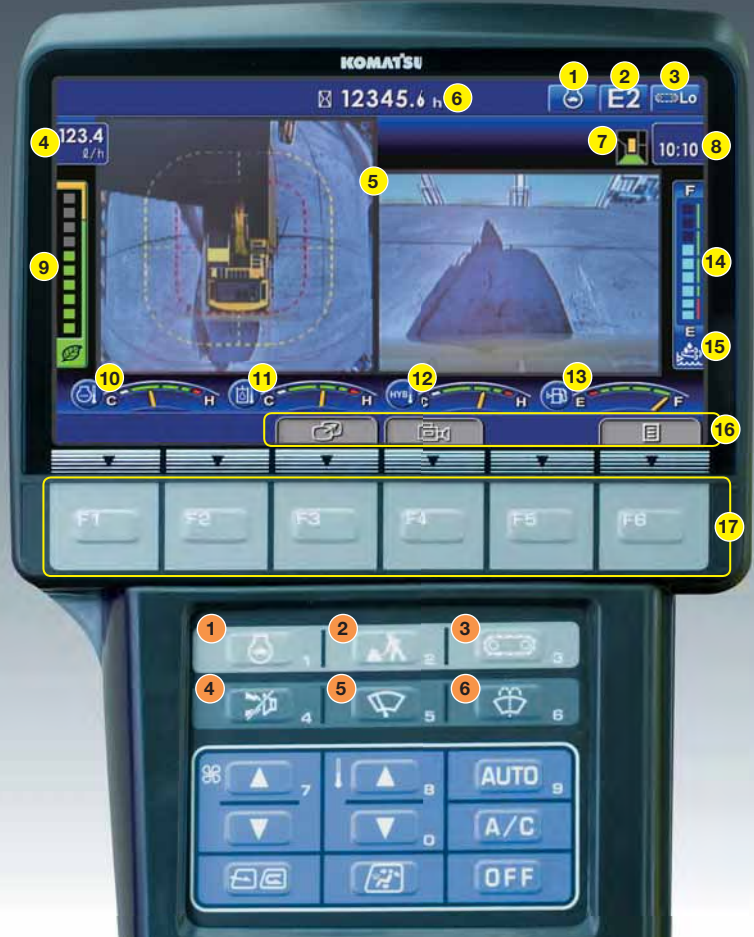 KOMATSU
12345.6 h 6
1 2 3
E2 Lo
4 123.4
ℓ/h
5
7
10:10 8
F
9
14
E
15
10 11 12 13
C H C H HYB C H E F
16
F1 F2 F3 F4 F5 F6
17
1 1 2 2 3 3
4 4 5 5 6 6
7 8 AUTO 9
0 A/C
OFF